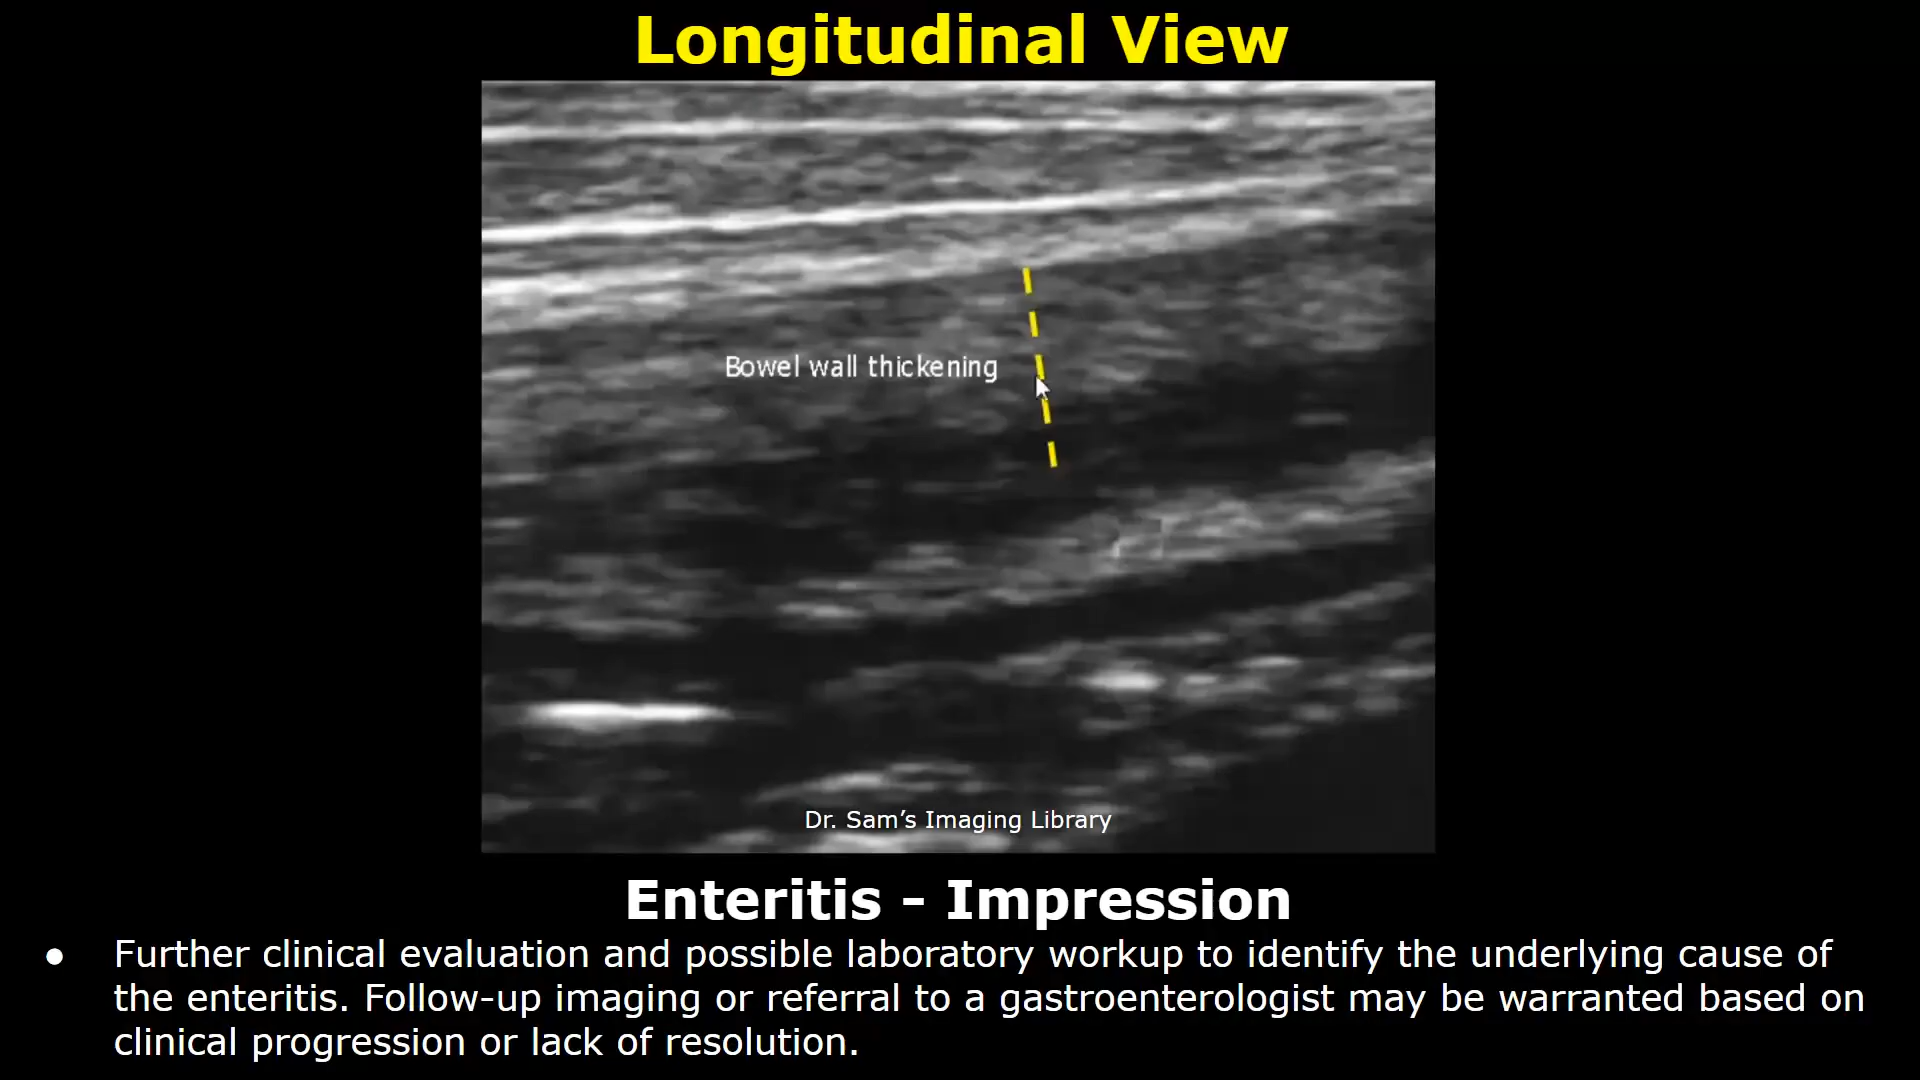 Longitudinal View
Bowel wall thickening
Dr. Sam’s Imaging Library
Enteritis - Impression
● Further clinical evaluation and possible laboratory workup to identify the underlying cause of
the enteritis. Follow-up imaging or referral to a gastroenterologist may be warranted based on
clinical progression or lack of resolution.